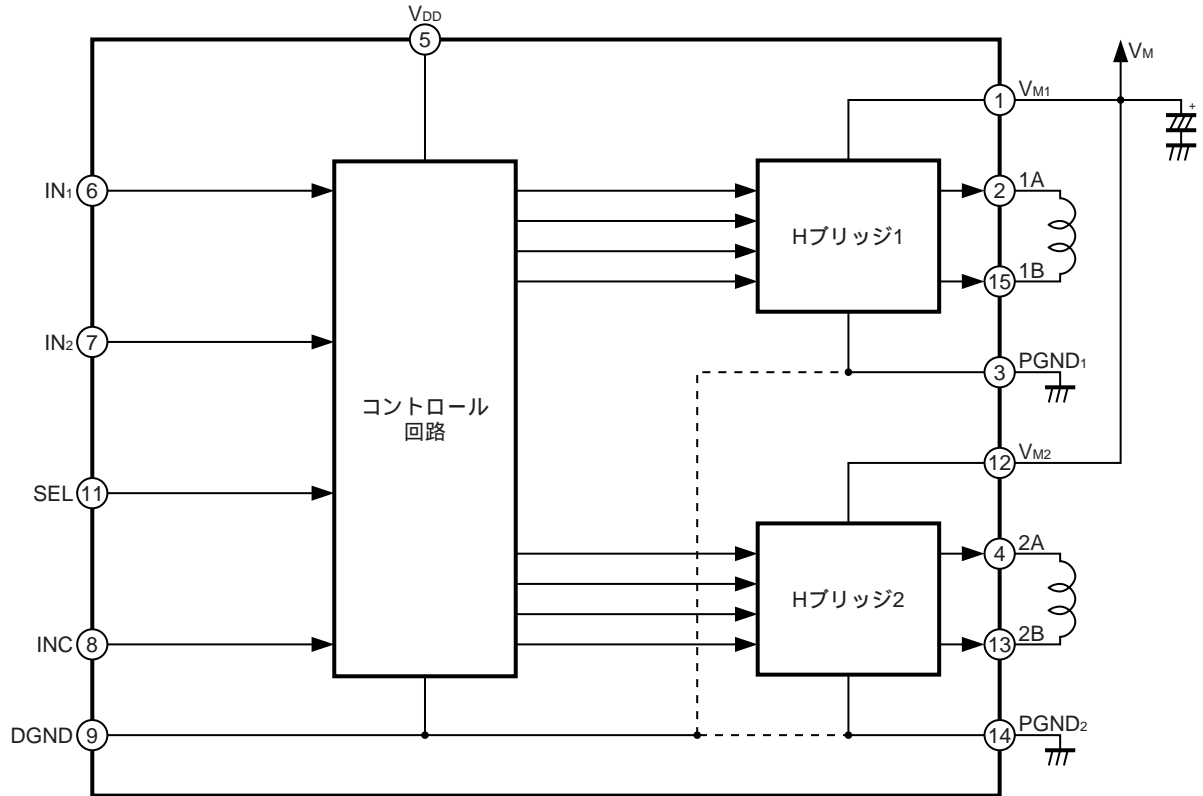 VDD
5
VM
1
VM1
+
IN1
6
2
1A
Hブリッジ1
15
1B
IN2
7
3
PGND1
コントロール
回路
12
VM2
SEL
11
4
2A
Hブリッジ2
INC
8
13
2B
DGND
9
14
PGND2